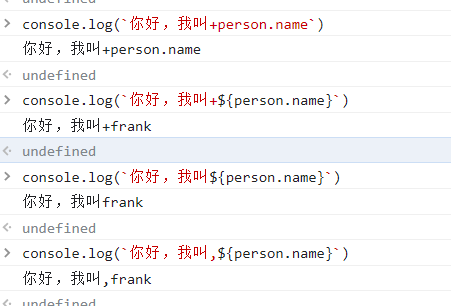 undefined
console.log(`你好，我叫+person.name`)
你好，我叫+person.name
undefined
console.log(`你好，我叫+${person.name}`)
你好，我叫+frank
undefined
console.log(`你好，我叫${person.name}`)
你好，我叫frank
undefined
console.log(`你好，我叫,${person.name}`)
你好，我叫,frank
undefined